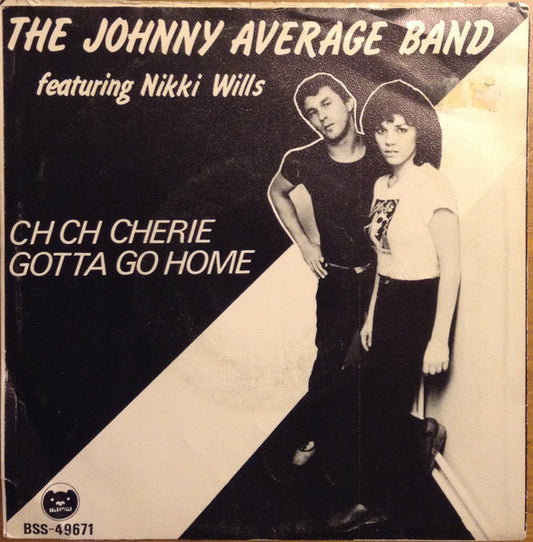 THE JOHNNY AVERAGE BAND
featuring Nikki Wills
CH CH CHERIE
GOTTA GO HOME
BSS-49671